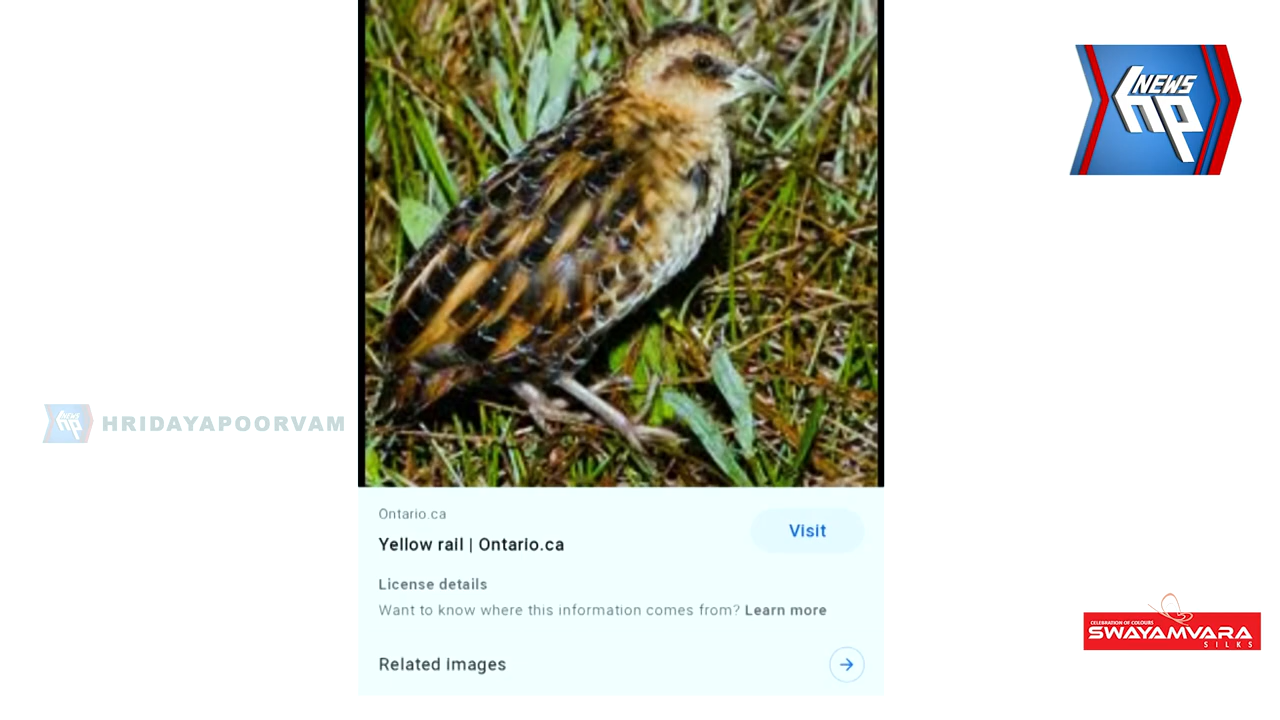 NEWS
np
HRIDAYAPOORVAM
Ontario.ca
Visit
Yellow rail | Ontario.ca
License details
Want to know where this information comes from? Learn more
Related images
CELEBRATION OF COLOURS
SWAYAMVARA
SILKS